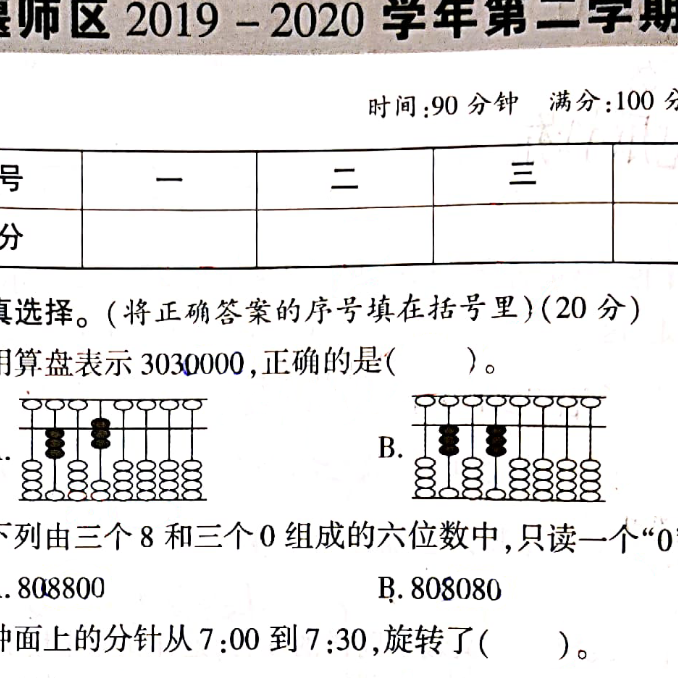 师区 2019 - 2020 学年第二学期
时间:90 分钟 满分:100 分
号 一 二 三
分
真选择。(将正确答案的序号填在括号里)(20 分)
用算盘表示 3030000,正确的是( )。
. B.
下列由三个 8 和三个 0 组成的六位数中,只读一个“0”
. 808800 B. 808080
钟面上的分针从 7:00 到 7:30,旋转了( )。